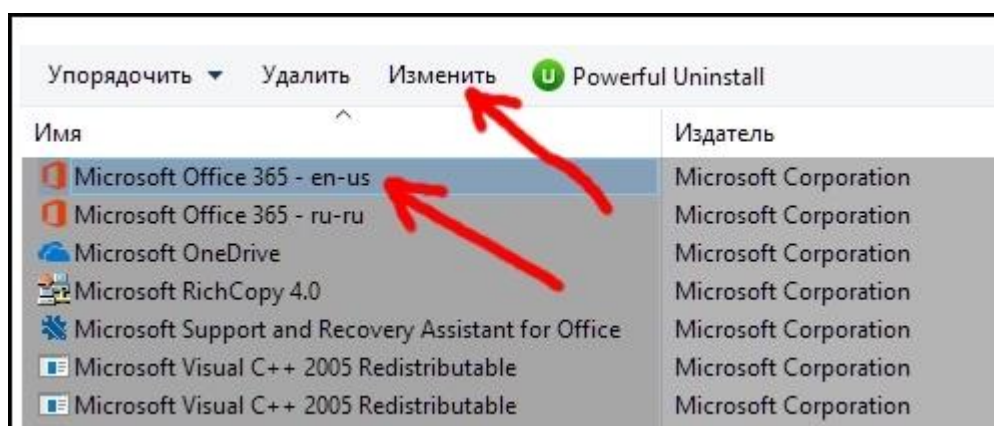 Упорядочить Удалить Изменить Powerful Uninstall
Имя Издатель
Microsoft Office 365 - en-us Microsoft Corporation
Microsoft Office 365 - ru-ru Microsoft Corporation
Microsoft OneDrive Microsoft Corporation
Microsoft RichCopy 4.0 Microsoft Corporation
Microsoft Support and Recovery Assistant for Office Microsoft Corporation
Microsoft Visual C++ 2005 Redistributable Microsoft Corporation
Microsoft Visual C++ 2005 Redistributable Microsoft Corporation